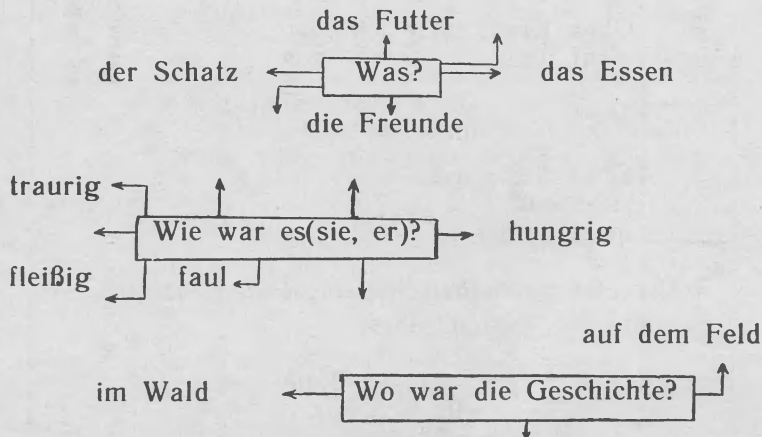 das Futter
der Schatz Was? das Essen
die Freunde
traurig
Wie war es(sie, er)? hungrig
fleißig faul
auf dem Feld
im Wald Wo war die Geschichte?